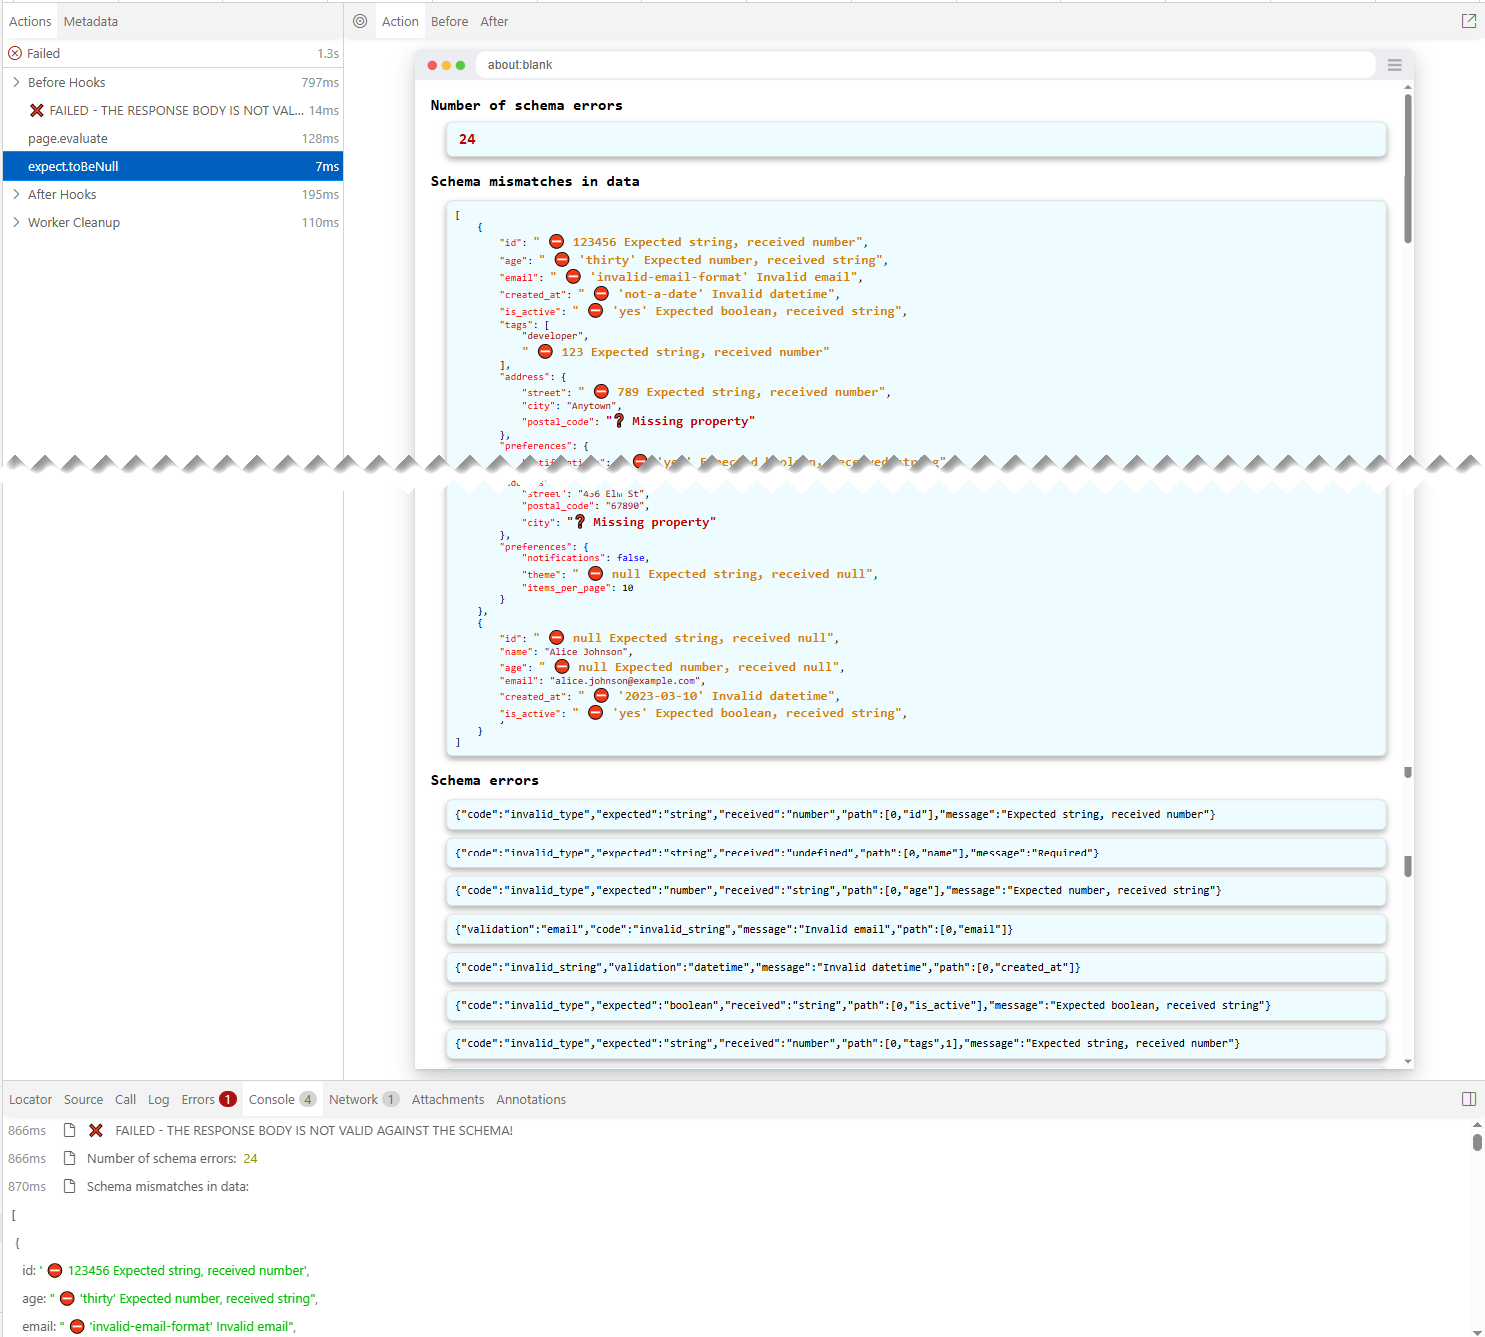 Actions Metadata
Action Before After
Failed 1.3s
Before Hooks 797ms
FAILED - THE RESPONSE BODY IS NOT VAL... 14ms
page.evaluate 128ms
expect.toBeNull 7ms
After Hooks 195ms
Worker Cleanup 110ms
about:blank
Number of schema errors
24
Schema mismatches in data
[
{
"id": " ⛔ 123456 Expected string, received number",
"age": " ⛔ 'thirty' Expected number, received string",
"email": " ⛔ 'invalid-email-format' Invalid email",
"created_at": " ⛔ 'not-a-date' Invalid datetime",
"is_active": " ⛔ 'yes' Expected boolean, received string",
"tags": [
"developer",
" ⛔ 123 Expected string, received number"
],
"address": {
"street": " ⛔ 789 Expected string, received number",
"city": "Anytown",
"postal_code": "❓ Missing property"
},
"preferences": {
⛔ 'yes' Expected boolean, received string"
"street": "456 Elm St",
"postal_code": "67890",
"city": "❓ Missing property"
},
"preferences": {
"notifications": false,
"theme": " ⛔ null Expected string, received null",
"items_per_page": 10
}
},
{
"id": " ⛔ null Expected string, received null",
"name": "Alice Johnson",
"age": " ⛔ null Expected number, received null",
"email": "alice.johnson@example.com",
"created_at": " ⛔ '2023-03-10' Invalid datetime",
"is_active": " ⛔ 'yes' Expected boolean, received string",
}
]
Schema errors
{"code":"invalid_type","expected":"string","received":"number","path":[0,"id"],"message":"Expected string, received number"}
{"code":"invalid_type","expected":"string","received":"undefined","path":[0,"name"],"message":"Required"}
{"code":"invalid_type","expected":"number","received":"string","path":[0,"age"],"message":"Expected number, received string"}
{"validation":"email","code":"invalid_string","message":"Invalid email","path":[0,"email"]}
{"code":"invalid_string","validation":"datetime","message":"Invalid datetime","path":[0,"created_at"]}
{"code":"invalid_type","expected":"boolean","received":"string","path":[0,"is_active"],"message":"Expected boolean, received string"}
{"code":"invalid_type","expected":"string","received":"number","path":[0,"tags",1],"message":"Expected string, received number"}
Locator Source Call Log Errors 1 Console 4 Network 1 Attachments Annotations
866ms ❌ FAILED - THE RESPONSE BODY IS NOT VALID AGAINST THE SCHEMA!
866ms Number of schema errors: 24
870ms Schema mismatches in data:
[
{
id: ' ⛔ 123456 Expected string, received number',
age: " ⛔ 'thirty' Expected number, received string",
email: " ⛔ 'invalid-email-format' Invalid email",